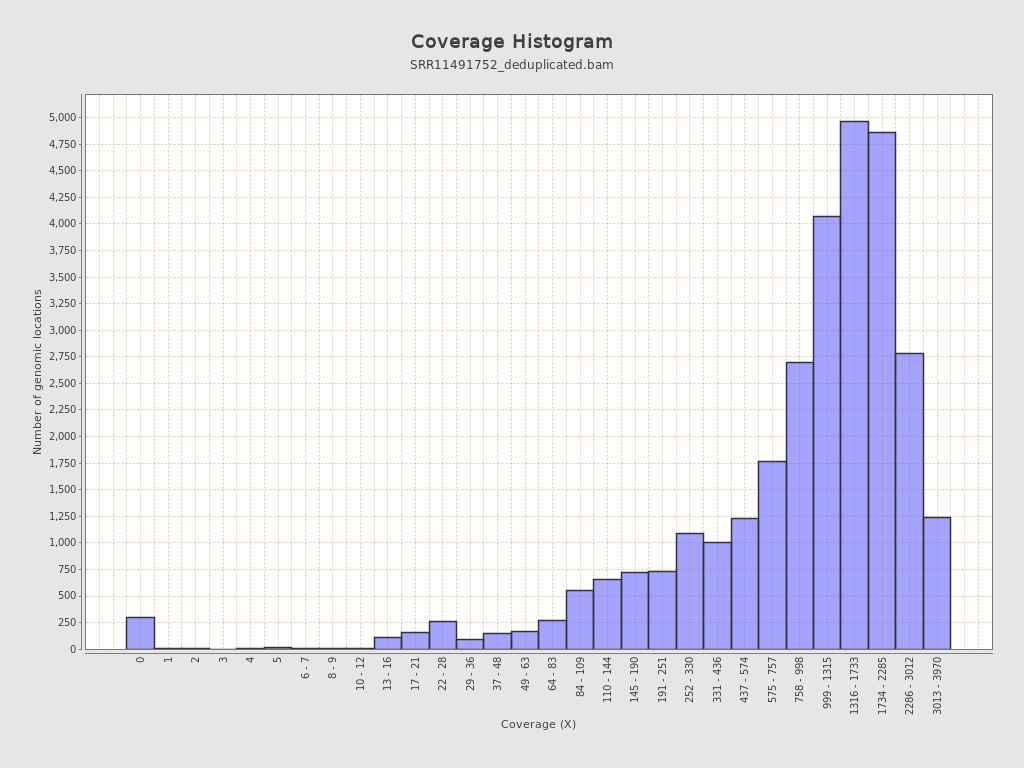 Coverage Histogram
SRR11491752_deduplicated.bam
Number of genomic locations
5,000
4,750
4,500
4,250
4,000
3,750
3,500
3,250
3,000
2,750
2,500
2,250
2,000
1,750
1,500
1,250
1,000
750
500
250
0
0
1
2
3
4
5
6 - 7
8 - 9
10 - 12
13 - 16
17 - 21
22 - 28
29 - 36
37 - 48
49 - 63
64 - 83
84 - 109
110 - 144
145 - 190
191 - 251
252 - 330
331 - 436
437 - 574
575 - 757
758 - 998
999 - 1315
1316 - 1733
1734 - 2285
2286 - 3012
3013 - 3970
Coverage (X)